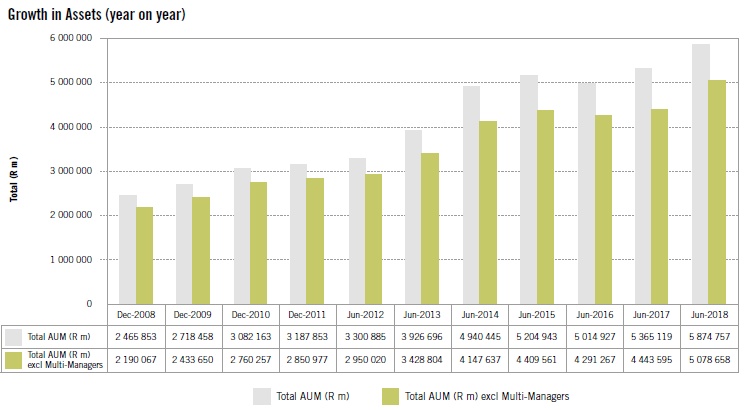 Growth in Assets (year on year)
6 000 000
5 000 000
4 000 000
3 000 000
2 000 000
1 000 000
0
Total (R m)
Dec-2008 Dec-2009 Dec-2010 Dec-2011 Jun-2012 Jun-2013 Jun-2014 Jun-2015 Jun-2016 Jun-2017 Jun-2018
Total AUM (R m) 2 465 853 2 718 458 3 082 163 3 187 853 3 300 885 3 926 696 4 940 445 5 204 943 5 014 927 5 365 119 5 874 757
Total AUM (R m)
excl Multi-Managers 2 190 067 2 433 650 2 760 257 2 850 977 2 950 020 3 428 804 4 147 637 4 409 561 4 291 267 4 443 595 5 078 658
Total AUM (R m) Total AUM (R m) excl Multi-Managers